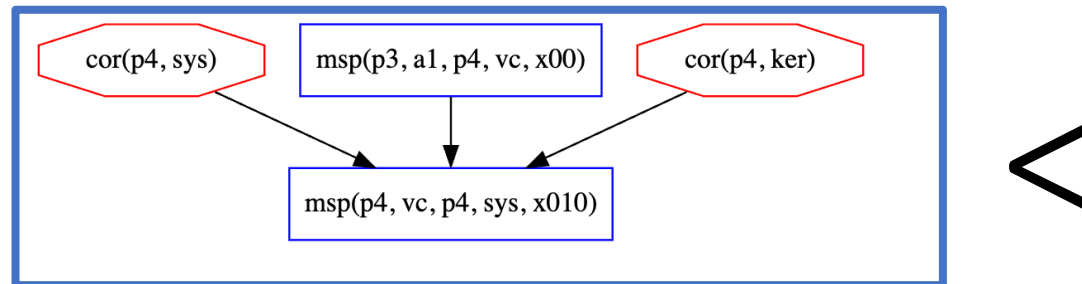 cor(p4, sys)
msp(p3, a1, p4, vc, x00)
cor(p4, ker)
msp(p4, vc, p4, sys, x010)